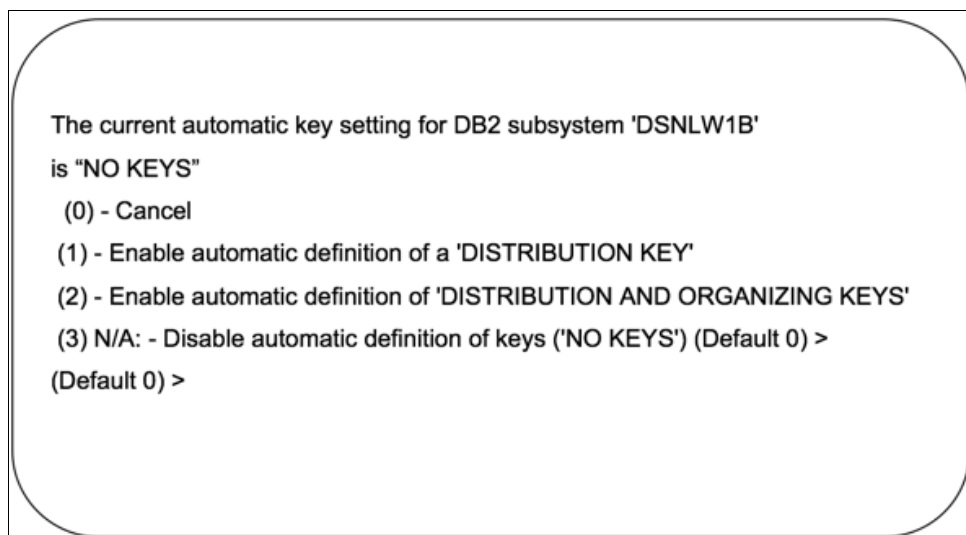 The current automatic key setting for DB2 subsystem 'DSNLW1B'
is “NO KEYS”
(0) - Cancel
(1) - Enable automatic definition of a 'DISTRIBUTION KEY'
(2) - Enable automatic definition of 'DISTRIBUTION AND ORGANIZING KEYS'
(3) N/A: - Disable automatic definition of keys ('NO KEYS') (Default 0) >
(Default 0) >